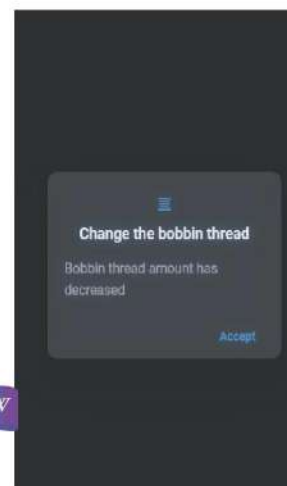 Change the bobbin thread
Bobbin thread amount has
decreased
Accept